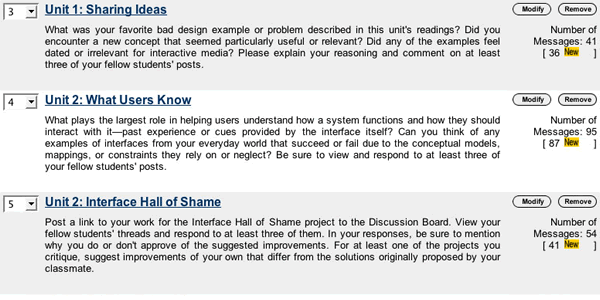 3 Unit 1: Sharing Ideas Modify Remove
What was your favorite bad design example or problem described in this unit's readings? Did you Number of
encounter a new concept that seemed particularly useful or relevant? Did any of the examples feel Messages: 41
dated or irrelevant for interactive media? Please explain your reasoning and comment on at least [ 36 New ]
three of your fellow students' posts.
4 Unit 2: What Users Know Modify Remove
What plays the largest role in helping users understand how a system functions and how they should Number of
interact with it—past experience or cues provided by the interface itself? Can you think of any Messages: 95
examples of interfaces from your everyday world that succeed or fail due to the conceptual models, [ 87 New ]
mappings, or constraints they rely on or neglect? Be sure to view and respond to at least three of
your fellow students' posts.
5 Unit 2: Interface Hall of Shame Modify Remove
Post a link to your work for the Interface Hall of Shame project to the Discussion Board. View your Number of
fellow students' threads and respond to at least three of them. In your responses, be sure to mention Messages: 54
why you do or don't approve of the suggested improvements. For at least one of the projects you [ 41 New ]
critique, suggest improvements of your own that differ from the solutions originally proposed by your
classmate.